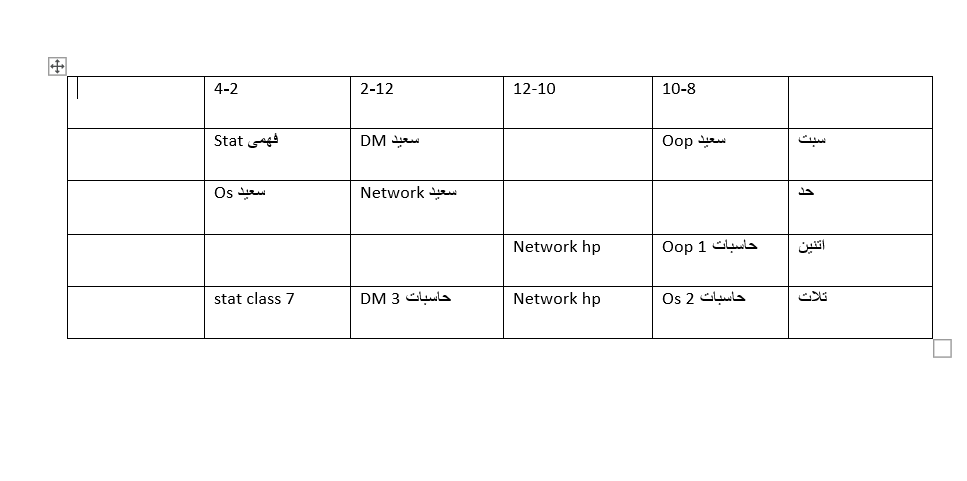 4-2 2-12 12-10 10-8
Stat فهمى DM سعيد Oop سعيد سبت
Os سعيد Network سعيد حد
Network hp Oop 1 حاسبات اتنين
stat class 7 DM 3 حاسبات Network hp Os 2 حاسبات تلات